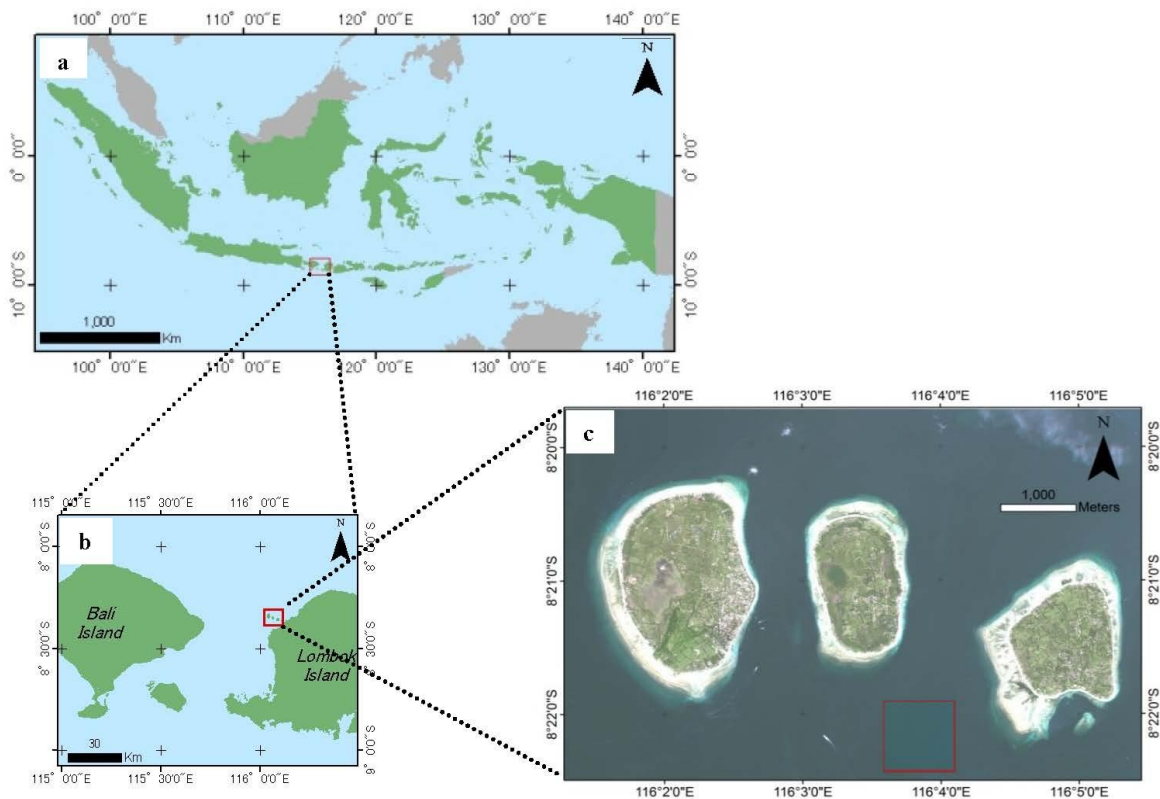 100° 0'0"E 110° 0'0"E 120° 0'0"E 130° 0'0"E 140° 0'0"E
a
N
0° 0'0"
0° 0'0"
10° 0'0"S
10° 0'0"S
1,000
Km
100° 0'0"E 110° 0'0"E 120° 0'0"E 130° 0'0"E 140° 0'0"E
115° 0'0"E 115° 30'0"E 116° 0'0"E
b
N
8° 0'0"S
8° 0'0"S
Bali
Island
Lombok
Island
8° 30'0"S
8° 30'0"S
30
Km
9° 0'0"S
115° 0'0"E 115° 30'0"E 116° 0'0"E
116°2'0"E 116°3'0"E 116°4'0"E 116°5'0"E
c
N
8°20'0"S
8°20'0"S
1,000
Meters
8°21'0"S
8°21'0"S
8°22'0"S
8°22'0"S
116°2'0"E 116°3'0"E 116°4'0"E 116°5'0"E